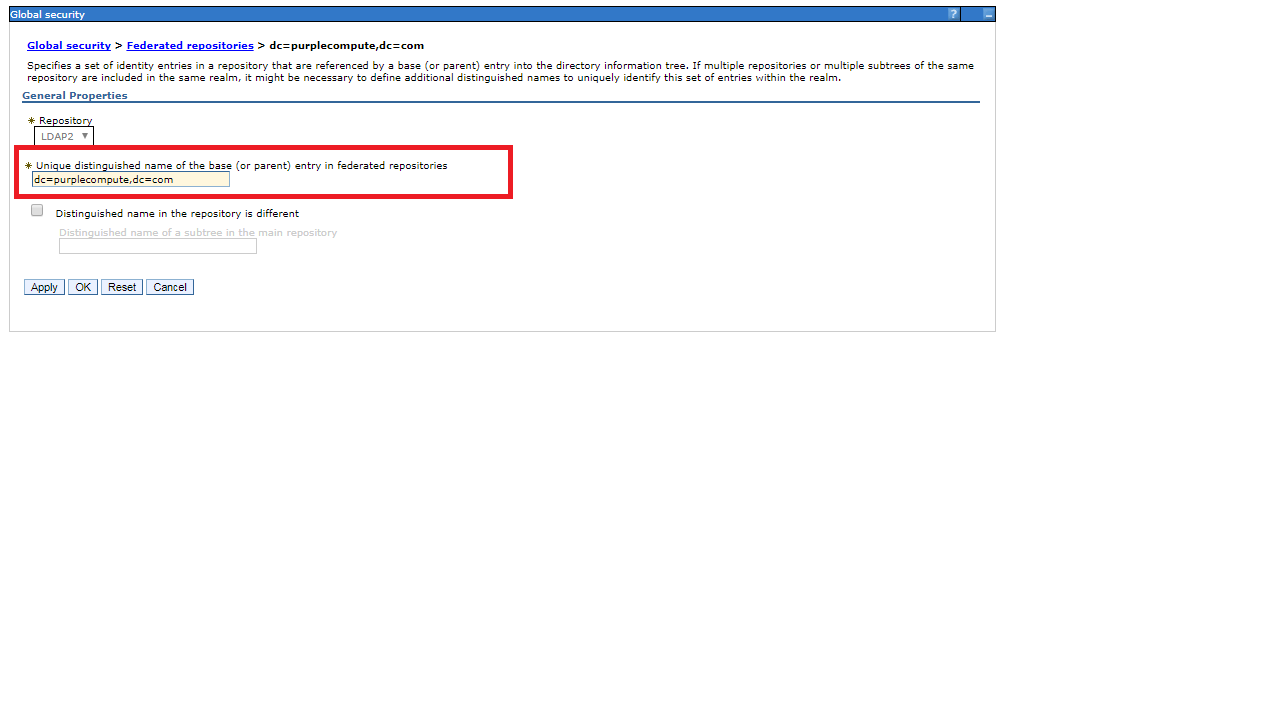 Global security
?
Global security > Federated repositories > dc=purplecompute,dc=com
Specifies a set of identity entries in a repository that are referenced by a base (or parent) entry into the directory information tree. If multiple repositories or multiple subtrees of the same
repository are included in the same realm, it might be necessary to define additional distinguished names to uniquely identify this set of entries within the realm.
General Properties
* Repository
LDAP2
* Unique distinguished name of the base (or parent) entry in federated repositories
dc=purplecompute,dc=com
Distinguished name in the repository is different
Distinguished name of a subtree in the main repository
Apply OK Reset Cancel